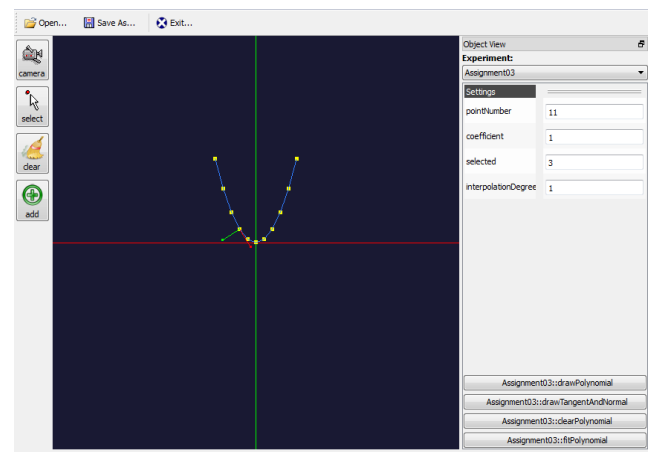 Open... Save As... Exit...
camera
select
clear
add
Object View
Experiment:
Assignment03
Settings
pointNumber 11
coefficient 1
selected 3
interpolationDegree 1
Assignment03::drawPolynomial
Assignment03::drawTangentAndNormal
Assignment03::clearPolynomial
Assignment03::fitPolynomial